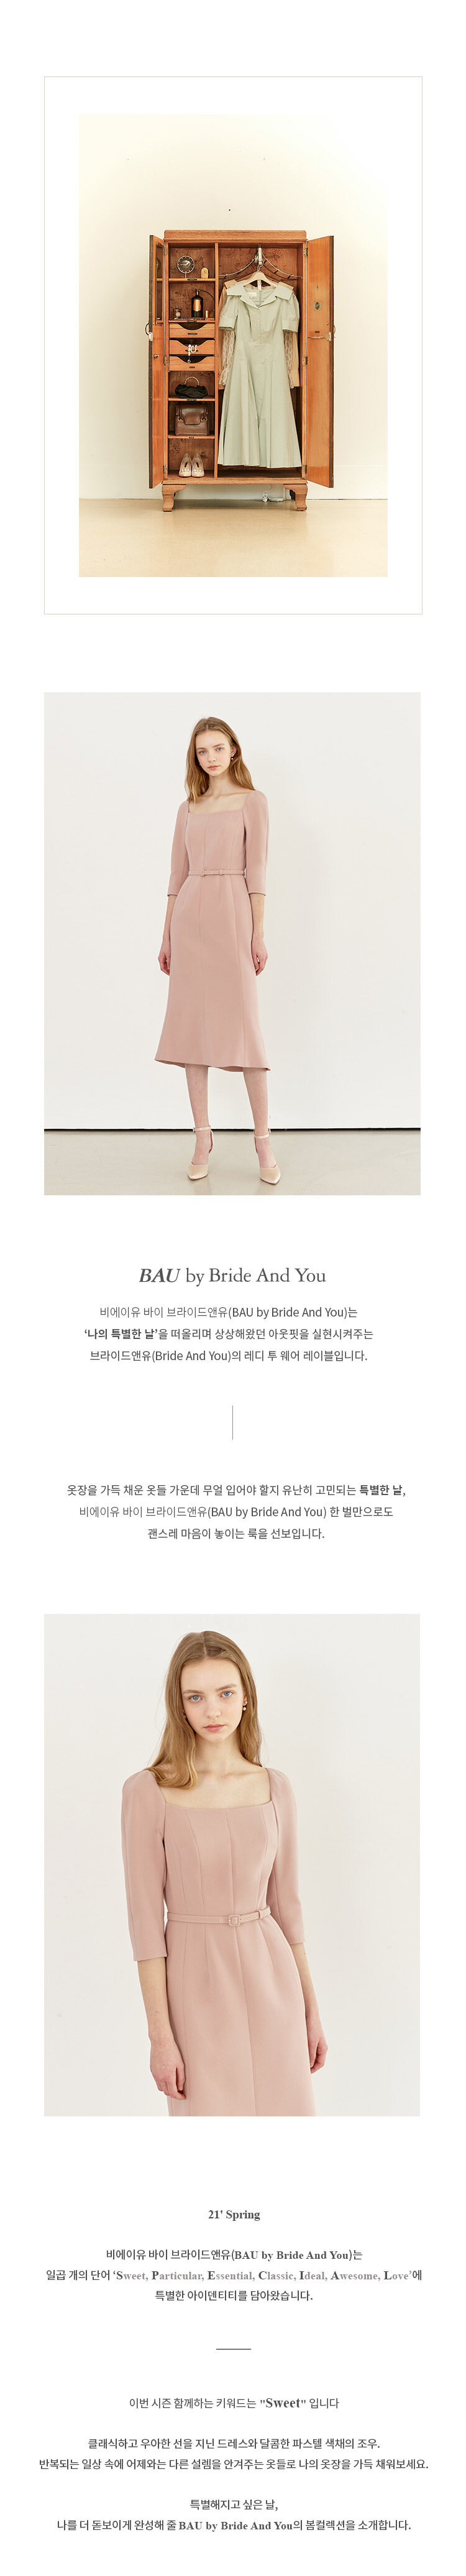 BAU by Bride And You
비에이유 바이 브라이드앤유(BAU by Bride And You)는
‘나의 특별한 날’을 떠올리며 상상해왔던 아웃핏을 실현시켜주는
브라이드앤유(Bride And You)의 레디 투 웨어 레이블입니다.
옷장을 가득 채운 옷들 가운데 무얼 입어야 할지 유난히 고민되는 특별한 날,
비에이유 바이 브라이드앤유(BAU by Bride And You) 한 벌만으로도
괜스레 마음이 놓이는 룩을 선보입니다.
21' Spring
비에이유 바이 브라이드앤유(BAU by Bride And You)는
일곱 개의 단어 ‘Sweet, Particular, Essential, Classic, Ideal, Awesome, Love’에
특별한 아이덴티티를 담아왔습니다.
이번 시즌 함께하는 키워드는 "Sweet" 입니다
클래식하고 우아한 선을 지닌 드레스와 달콤한 파스텔 색채의 조우.
반복되는 일상 속에 어제와는 다른 설렘을 안겨주는 옷들로 나의 옷장을 가득 채워보세요.
특별해지고 싶은 날,
나를 더 돋보이게 완성해 줄 BAU by Bride And You의 봄컬렉션을 소개합니다.